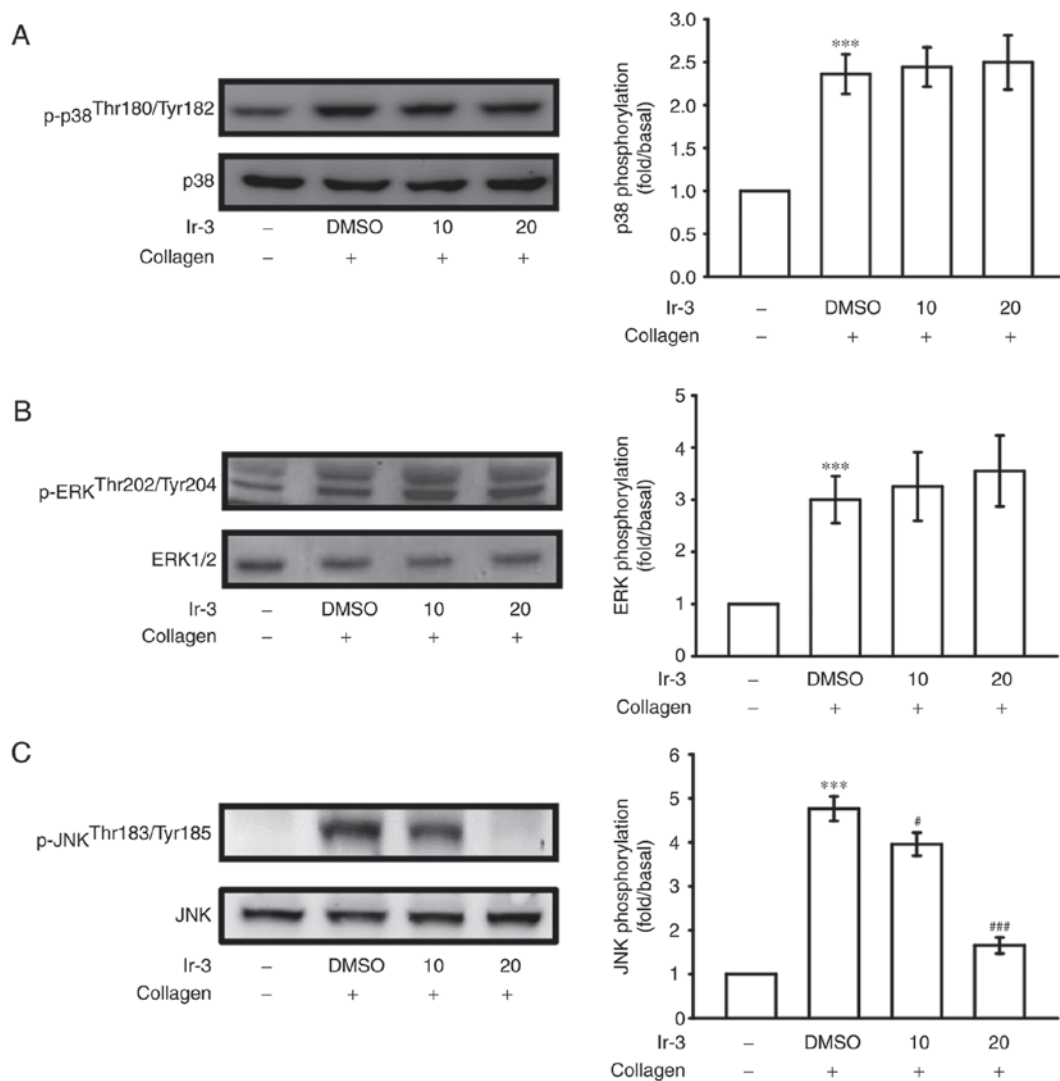 A
p-p38Thr180/Tyr182
p38
Ir-3 – DMSO 10 20
Collagen – + + +
p38 phosphorylation
(fold/basal)
3.0
2.5
2.0
1.5
1.0
0.5
0.0
***
Ir-3 – DMSO 10 20
Collagen – + + +
B
p-ERKThr202/Tyr204
ERK1/2
Ir-3 – DMSO 10 20
Collagen – + + +
ERK phosphorylation
(fold/basal)
5
4
3
2
1
0
***
Ir-3 – DMSO 10 20
Collagen – + + +
C
p-JNKThr183/Tyr185
JNK
Ir-3 – DMSO 10 20
Collagen – + + +
JNK phosphorylation
(fold/basal)
6
5
4
3
2
1
0
***
#
###
Ir-3 – DMSO 10 20
Collagen – + + +